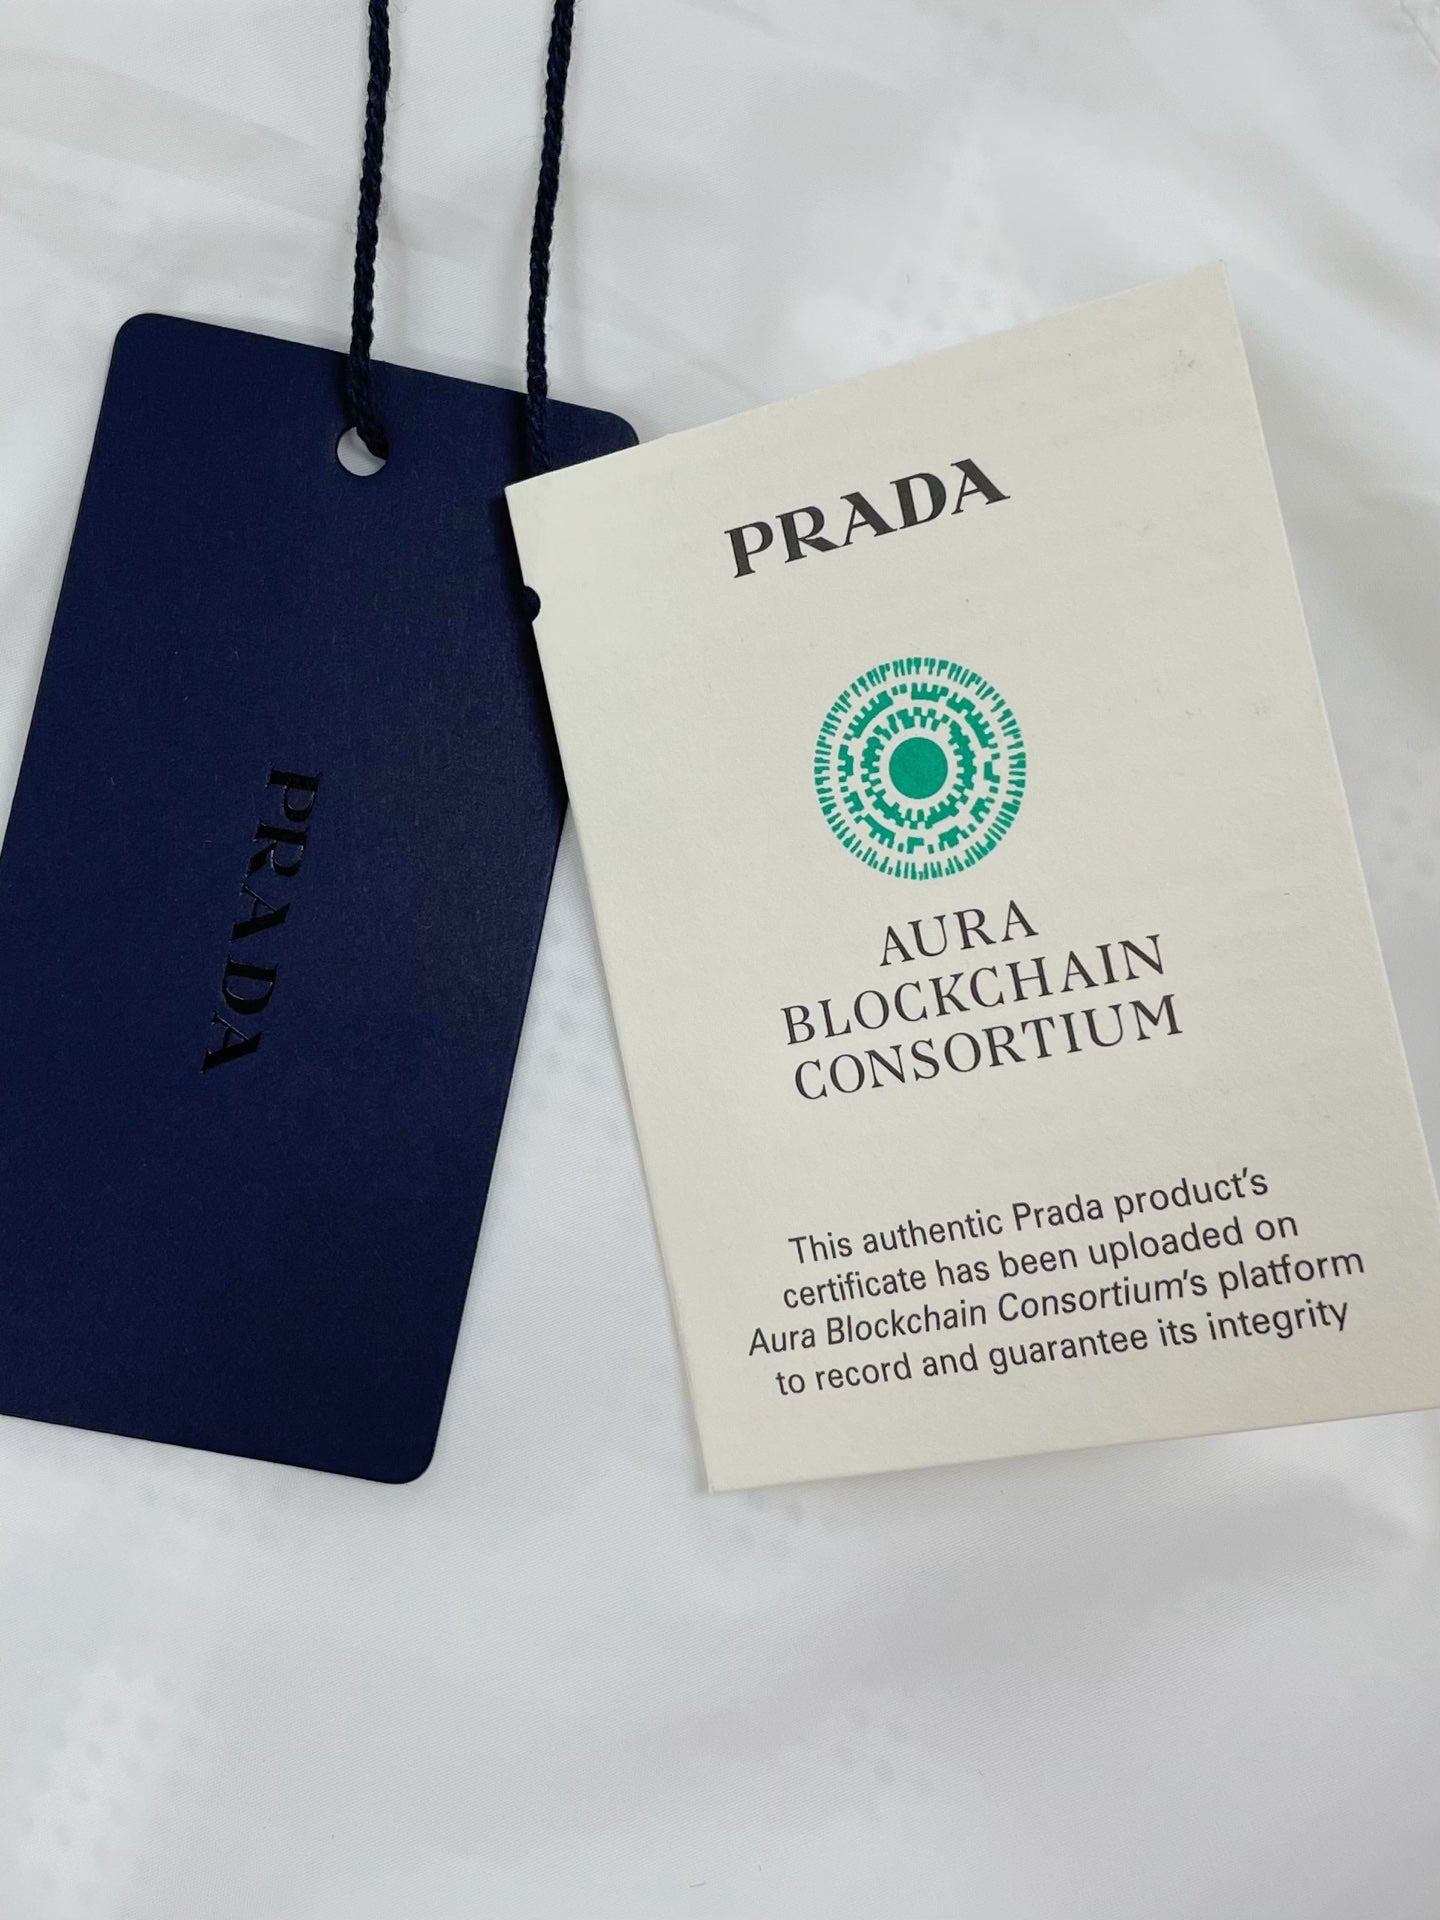 PRADA
PRADA
AURA
BLOCKCHAIN
CONSORTIUM
This authentic Prada product's
certificate has been uploaded on
Aura Blockchain Consortium's platform
to record and guarantee its integrity